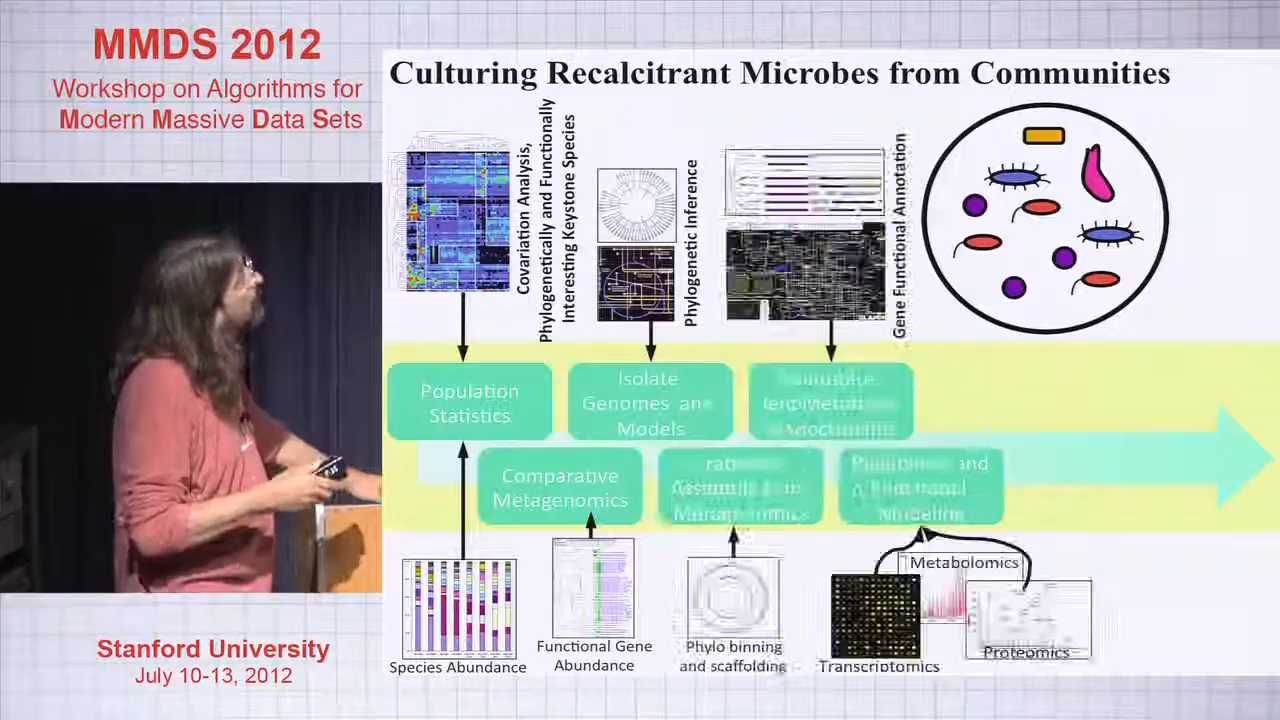 MMDS 2012
Workshop on Algorithms for
Modern Massive Data Sets
Culturing Recalcitrant Microbes from Communities
Covariation Analysis,
Phylogenetically and Functionally
Interesting Keystone Species
Phylogenetic Inference
Gene Functional Annotation
Population
Statistics
Isolate
Genomes and
Models
Comparative
Metagenomics
and
Modeling
Species Abundance
Functional Gene
Abundance
Phylo binning
and scaffolding
Transcriptomics
Metabolomics
Proteomics
Stanford University
July 10-13, 2012